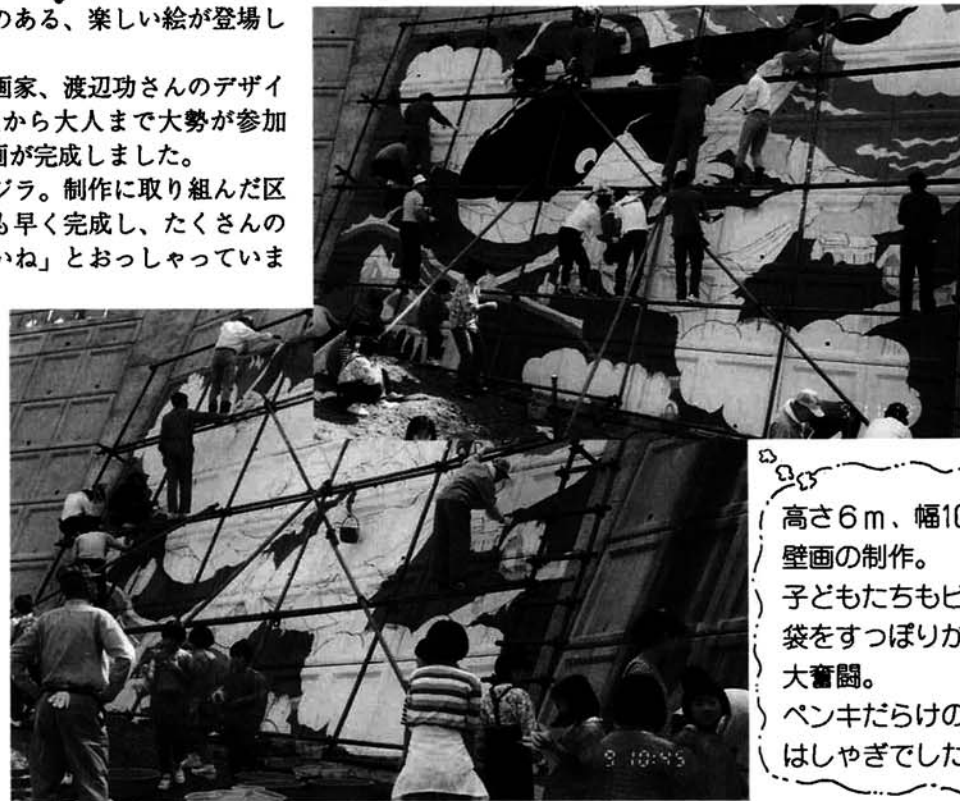 のある、楽しい絵が登場し
画家、渡辺功さんのデザイ
から大人まで大勢が参加
画が完成しました。
ジラ。制作に取り組んだ区
も早く完成し、たくさんの
いね」とおっしゃっていま
高さ6m、幅10
壁画の制作。
子どもたちもビ
袋をすっぽりか
大奮闘。
ペンキだらけの
はしゃぎでした
9 10:45